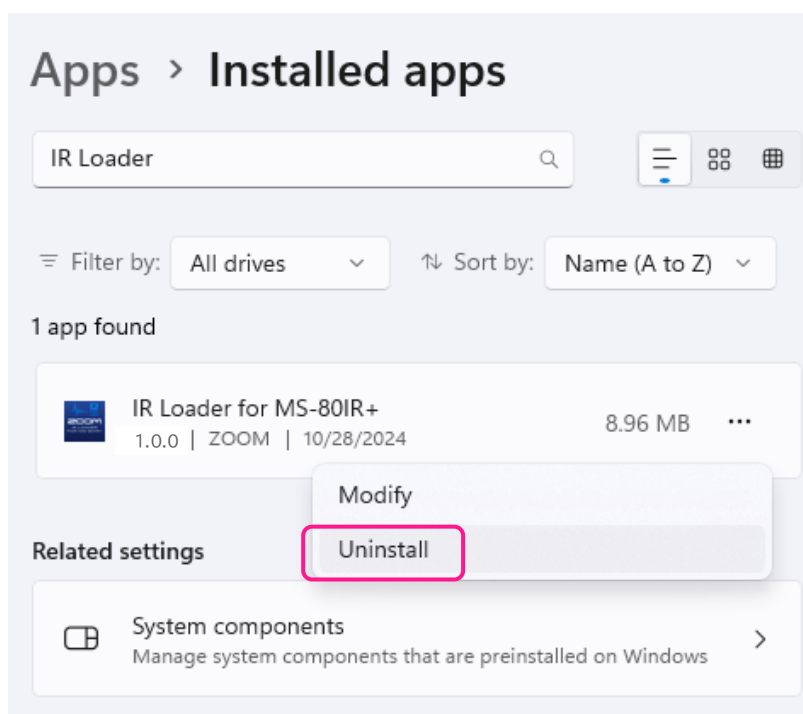 Apps > Installed apps
IR Loader
Filter by: All drives Sort by: Name (A to Z)
1 app found
IR Loader for MS-80IR+
ZOOM
1.0.0 | ZOOM | 10/28/2024
8.96 MB
Modify
Uninstall
Related settings
System components
Manage system components that are preinstalled on Windows